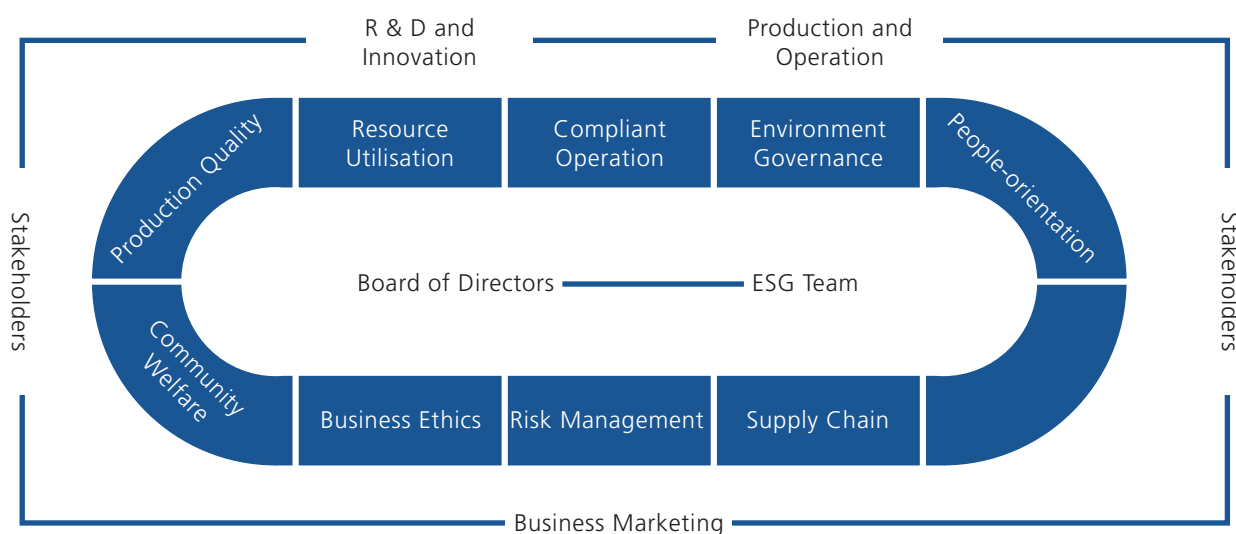 R & D and
Innovation
Production and
Operation
Production Quality
Resource
Utilisation
Compliant
Operation
Environment
Governance
People-orientation
Stakeholders
Board of Directors
ESG Team
Stakeholders
Community
Welfare
Business Ethics
Risk Management
Supply Chain
Business Marketing